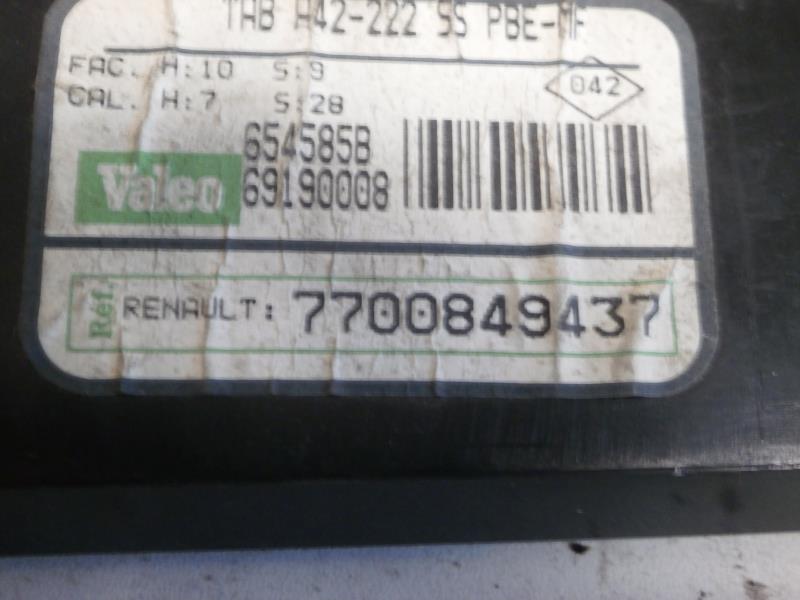 TAB A42-222 SS PBE-MF
FAC. H:10 S:9
CAL. H:7 S:28
042
654585B
Valeo
69190008
Réf.
RENAULT: 7700849437